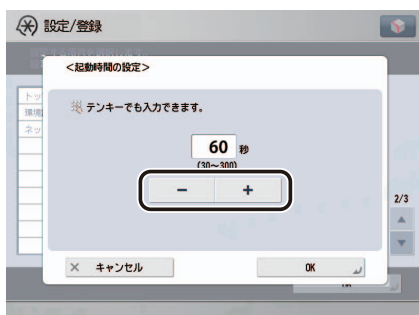 設定/登録
<起動時間の設定>
テンキーでも入力できます。
60 秒
(30～300)
－ ＋
2/3
× キャンセル
OK